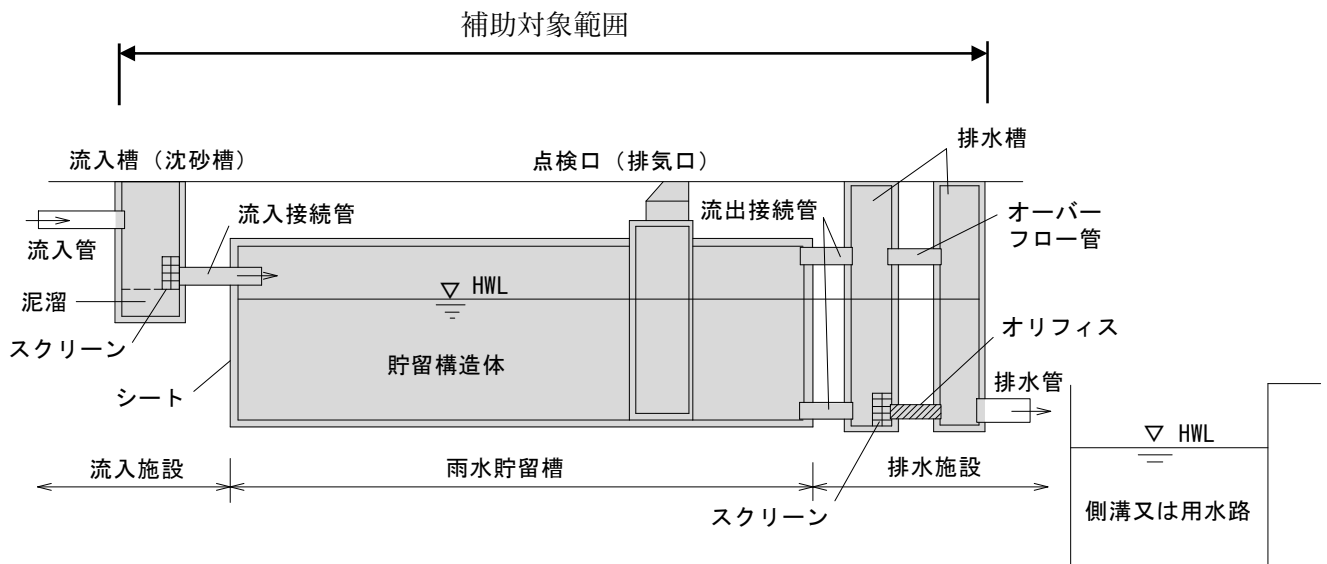 補助対象範囲
流入槽（沈砂槽）
点検口（排気口）
排水槽
流入接続管
流出接続管
オーバー
フロー管
流入管
泥溜
HWL
スクリーン
オリフィス
貯留構造体
排水管
シート
HWL
流入施設
雨水貯留槽
排水施設
スクリーン
側溝又は用水路